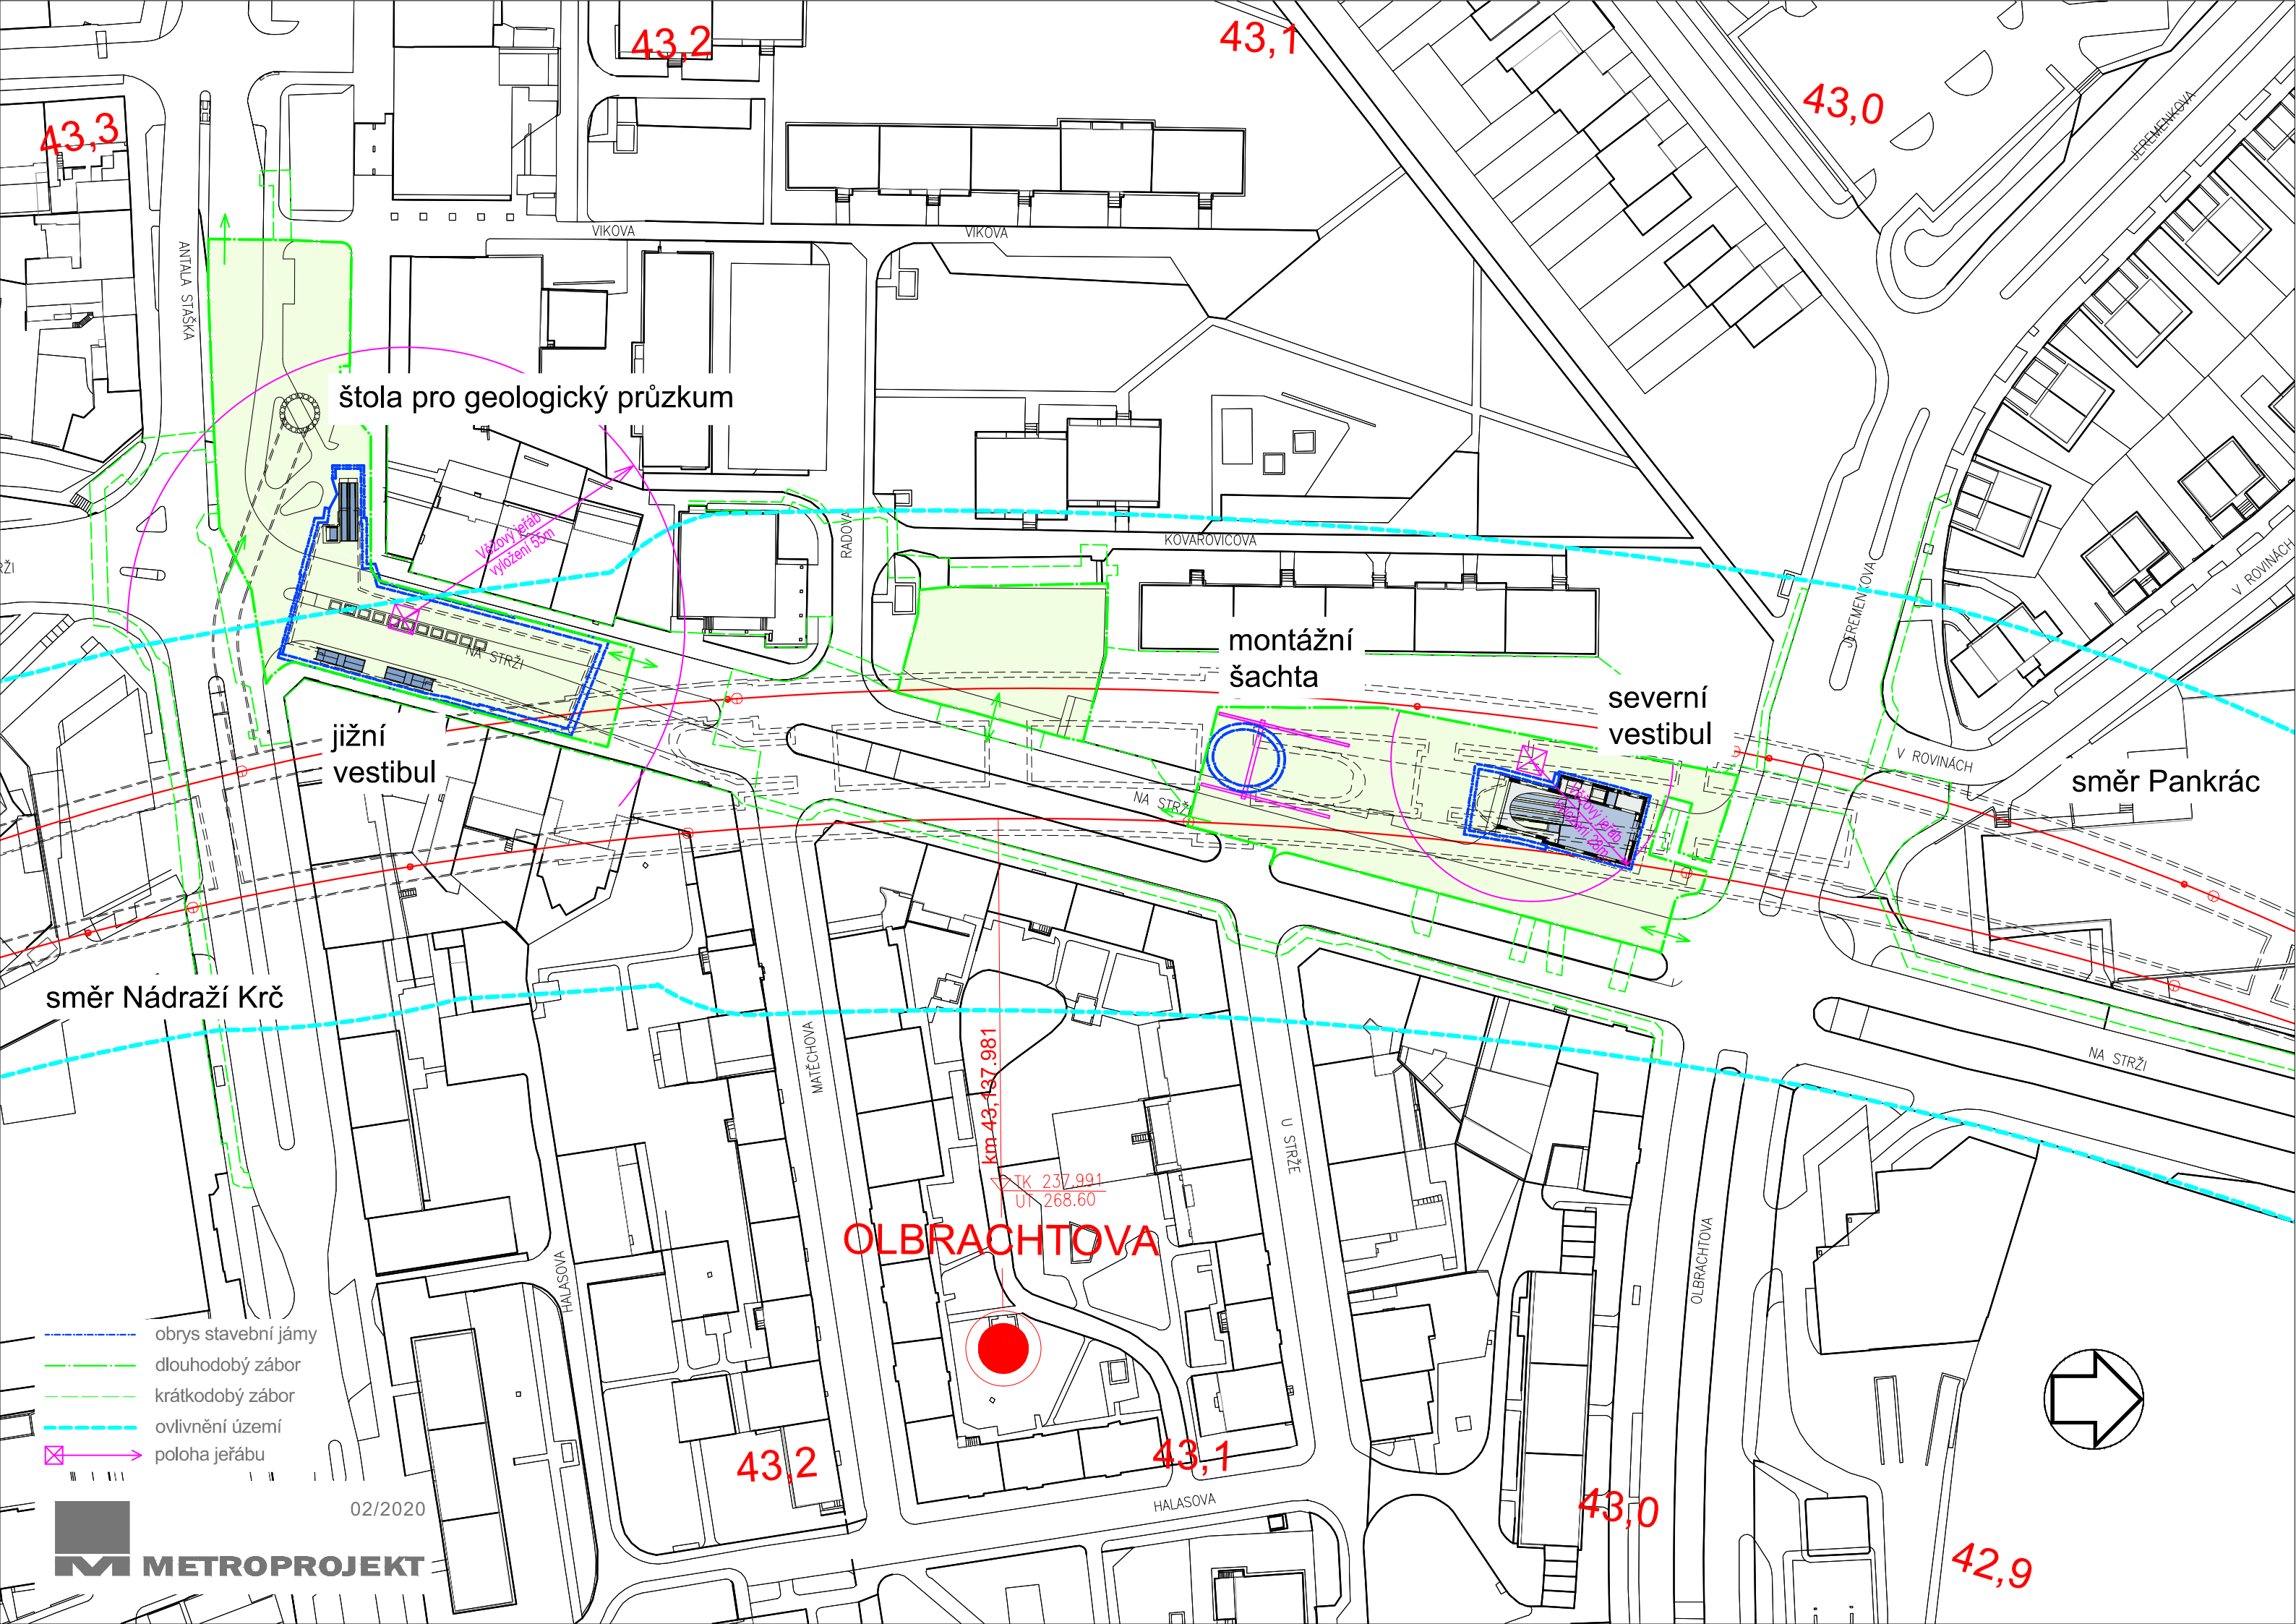 43,2
43,1
43,0
43,3
JEREMENKOVA
VIKOVA
VIKOVA
ANTALA STAŠKA
štola pro geologický průzkum
Věžový jeřáb
vyložení 55m
RADOVA
KOVAROVICOVA
JEREMENKOVA
V ROVINÁCH
NA STRŽI
montážní
šachta
severní
vestibul
jižní
vestibul
V ROVINÁCH
směr Pankrác
NA STRŽI
směr Nádraží Krč
MATĚCHOVA
km 43,137.981
NA STRŽI
U STRŽE
TK 237.991
UT 268.60
OLBRACHTOVA
HALASOVA
OLBRACHTOVA
obrys stavební jámy
dlouhodobý zábor
krátkodobý zábor
ovlivnění území
poloha jeřábu
43,2
43,1
43,0
42,9
HALASOVA
02/2020
METROPROJEKT